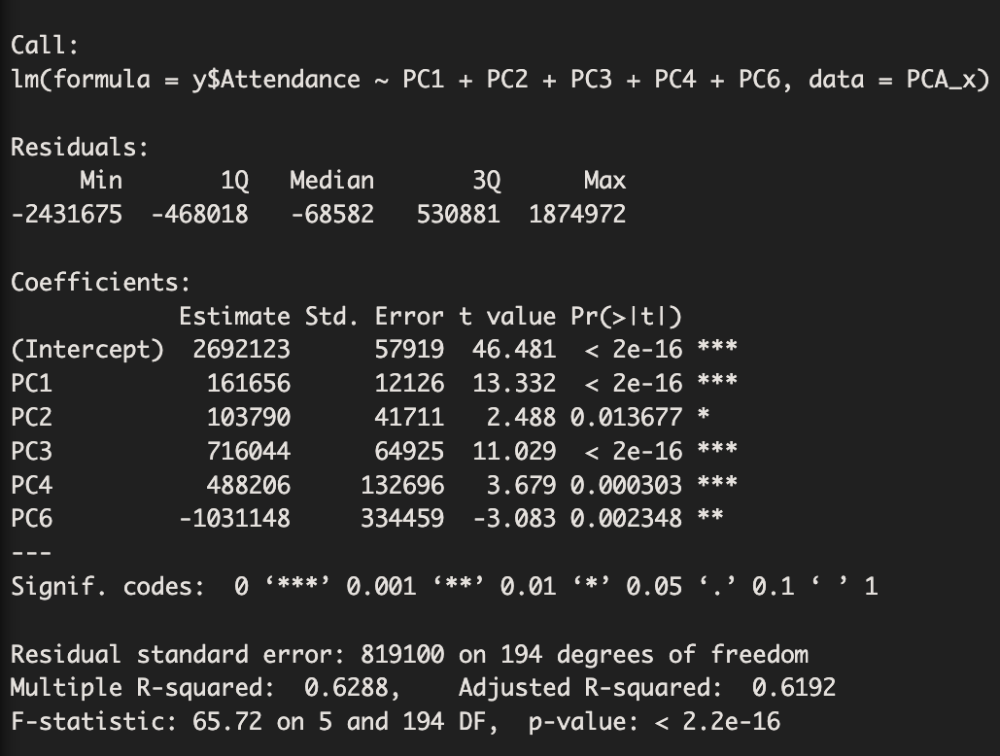 Call:
lm(formula = y$Attendance ~ PC1 + PC2 + PC3 + PC4 + PC6, data = PCA_x)
Residuals:
     Min       1Q   Median       3Q      Max
-2431675  -468018   -68582   530881  1874972
Coefficients:
            Estimate Std. Error t value Pr(>|t|)
(Intercept)  2692123      57919  46.481  < 2e-16 ***
PC1           161656      12126  13.332  < 2e-16 ***
PC2           103790      41711   2.488 0.013677 *
PC3           716044      64925  11.029  < 2e-16 ***
PC4           488206     132696   3.679 0.000303 ***
PC6         -1031148     334459  -3.083 0.002348 **
---
Signif. codes:  0 ‘***’ 0.001 ‘**’ 0.01 ‘*’ 0.05 ‘.’ 0.1 ‘ ’ 1
Residual standard error: 819100 on 194 degrees of freedom
Multiple R-squared:  0.6288,    Adjusted R-squared:  0.6192
F-statistic: 65.72 on 5 and 194 DF,  p-value: < 2.2e-16